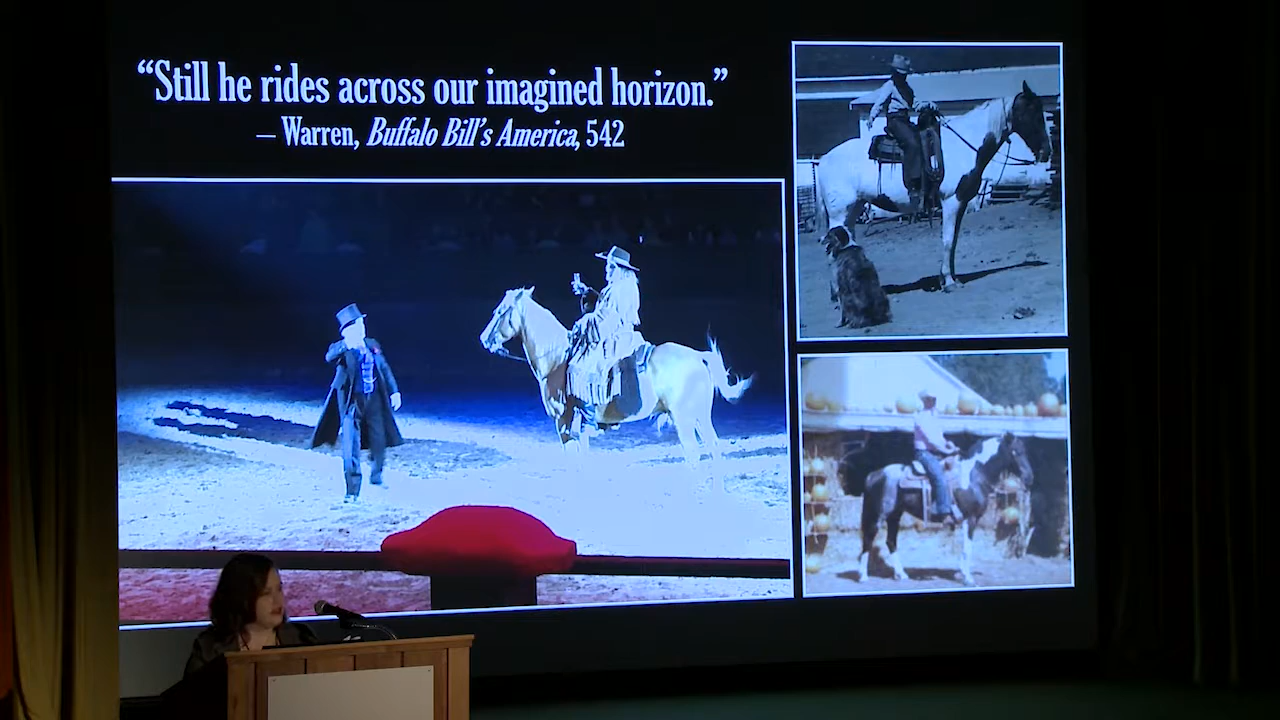 “Still he rides across our imagined horizon.”
– Warren, Buffalo Bill’s America, 542